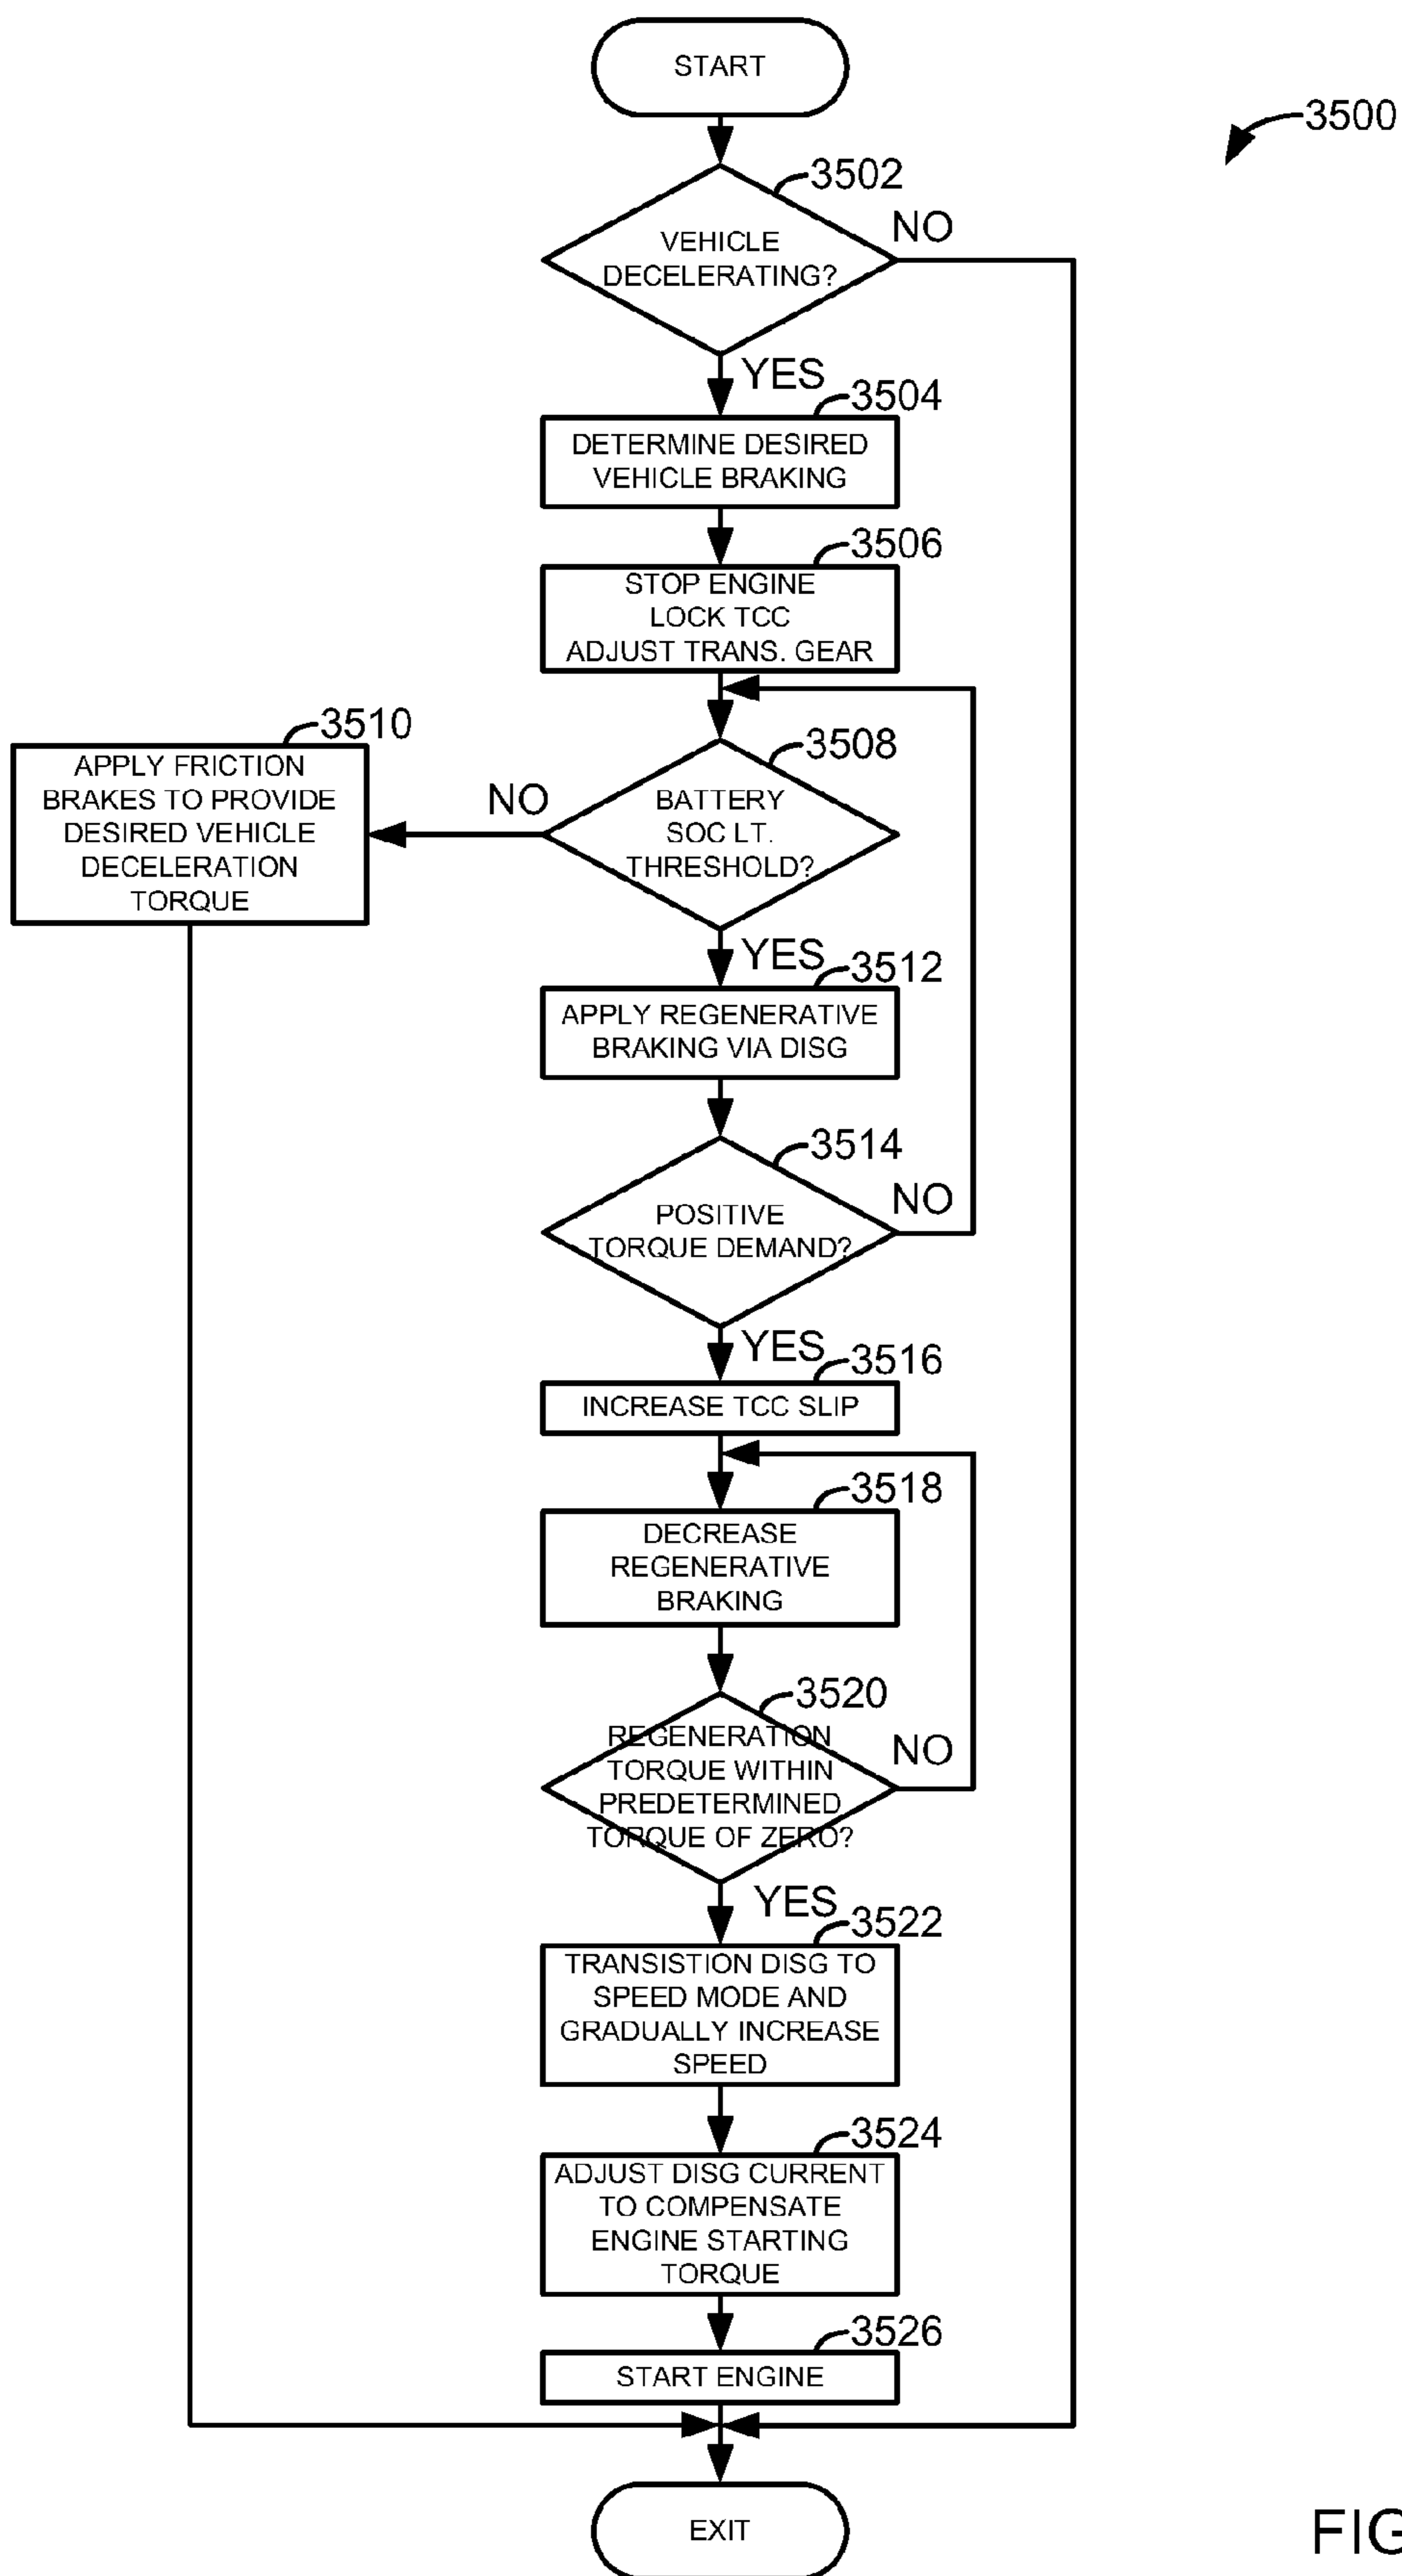 START
3500
3502
VEHICLE
DECELERATING?
NO
YES
3504
DETERMINE DESIRED
VEHICLE BRAKING
3506
STOP ENGINE
LOCK TCC
ADJUST TRANS. GEAR
3510
APPLY FRICTION
BRAKES TO PROVIDE
DESIRED VEHICLE
DECELERATION
TORQUE
NO
3508
BATTERY
SOC LT.
THRESHOLD?
YES
3512
APPLY REGENERATIVE
BRAKING VIA DISG
3514
POSITIVE
TORQUE DEMAND?
NO
YES
3516
INCREASE TCC SLIP
3518
DECREASE
REGENERATIVE
BRAKING
3520
REGENERATION
TORQUE WITHIN
PREDETERMINED
TORQUE OF ZERO?
NO
YES
3522
TRANSISTION DISG TO
SPEED MODE AND
GRADUALLY INCREASE
SPEED
3524
ADJUST DISG CURRENT
TO COMPENSATE
ENGINE STARTING
TORQUE
3526
START ENGINE
EXIT
FIG